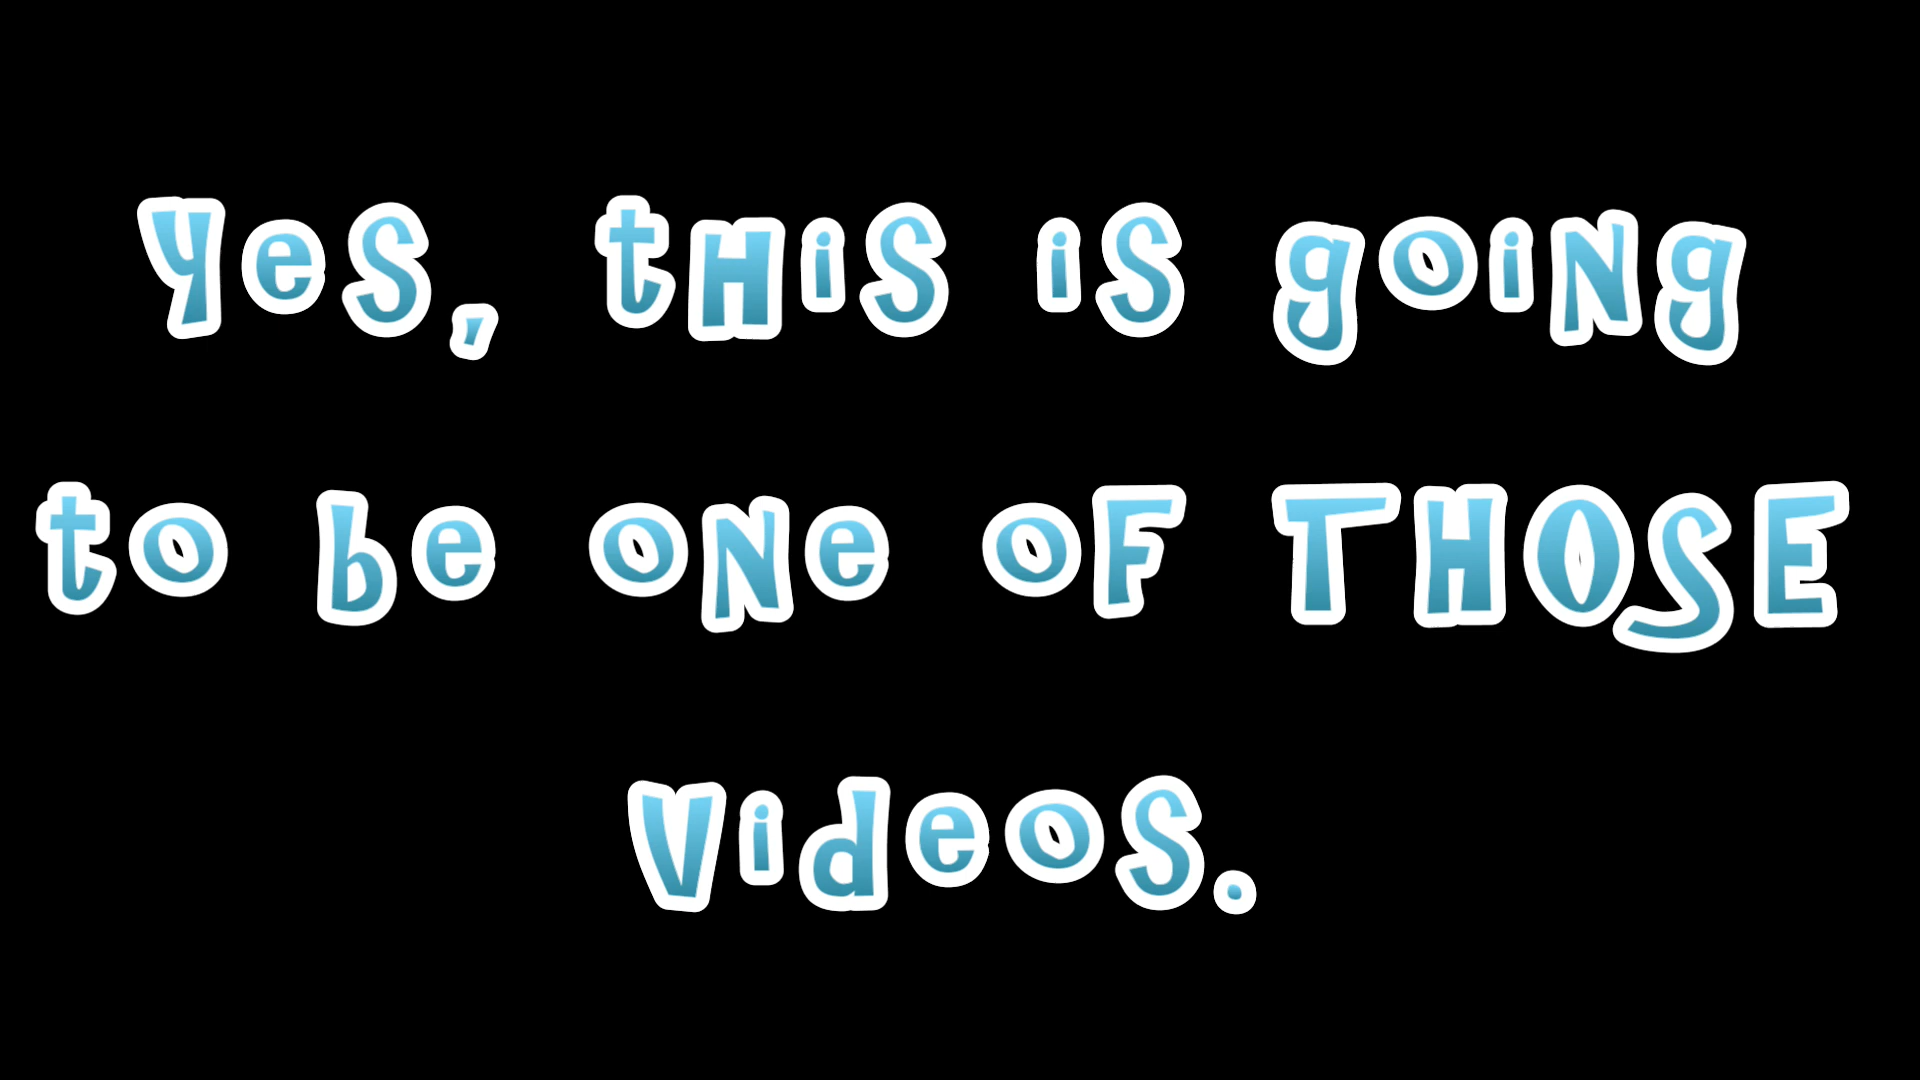 Yes, this is going
to be one of THOSE
videos.